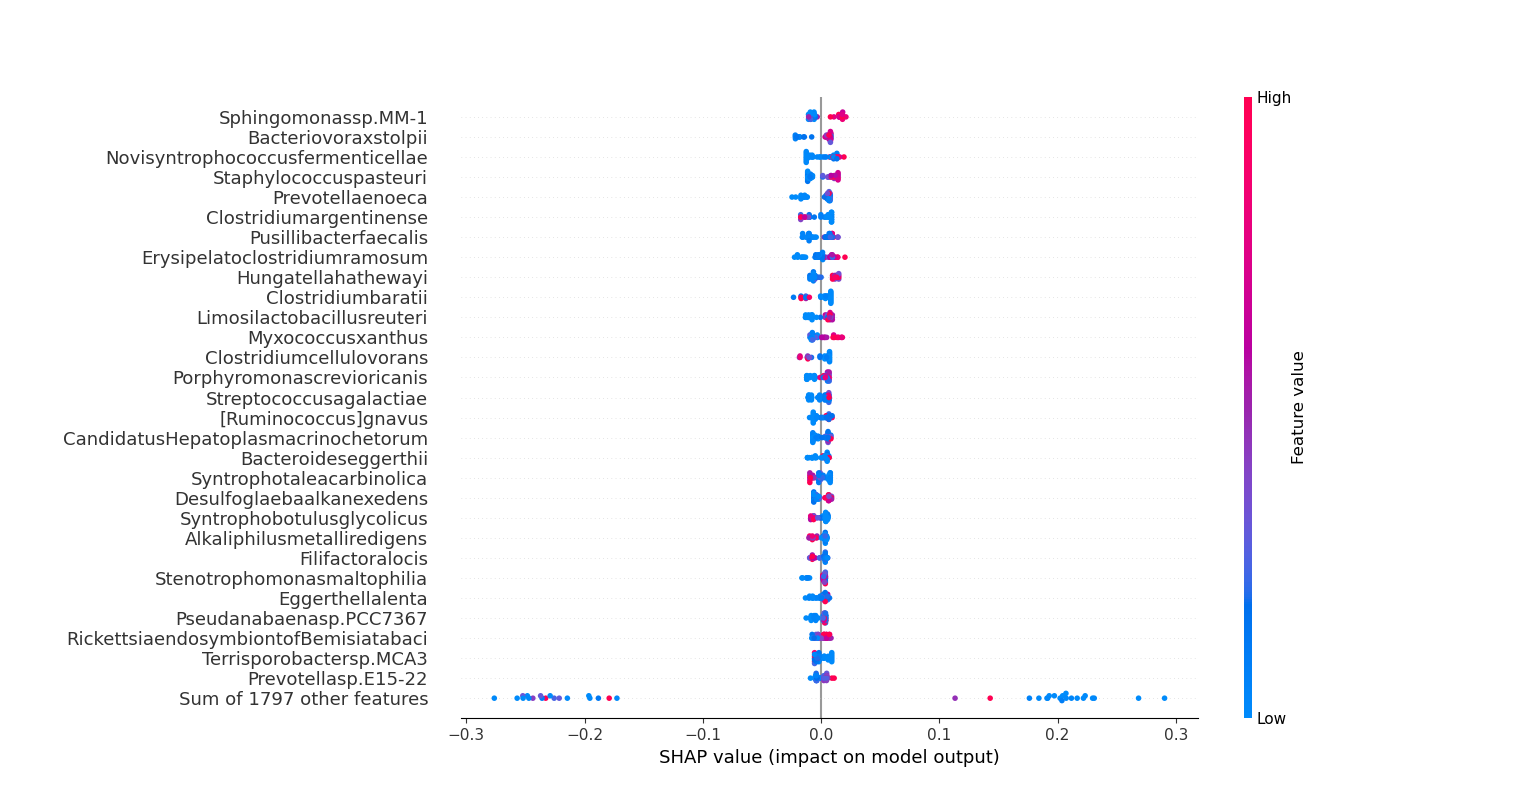 High
Sphingomonassp.MM-1
Bacteriovoraxstolpii
Novisyntrophococcusfermenticellae
Staphylococcuspasteuri
Prevotellaenoeca
Clostridiumargentinense
Pusillibacterfaecalis
Erysipelatoclostridiumramosum
Hungatellahathewayi
Clostridiumbaratii
Limosilactobacillusreuteri
Myxococcusxanthus
Clostridiumcellulovorans
Porphyromonascrevioricanis
Streptococcusagalactiae
[Ruminococcus]gnavus
CandidatusHepatoplasmacrinochetorum
Bacteroideseggerthii
Syntrophotaleacarbinolica
Desulfoglaebaalkanexedens
Syntrophobotulusglycolicus
Alkaliphilusmetalliredigens
Filifactoralocis
Stenotrophomonasmaltophilia
Eggerthellalenta
Pseudanabaenasp.PCC7367
RickettsiaendosymbiontofBemisiatabaci
Terrisporobactersp.MCA3
Prevotellasp.E15-22
Sum of 1797 other features
Feature value
Low
−0.3 −0.2 −0.1 0.0 0.1 0.2 0.3
SHAP value (impact on model output)